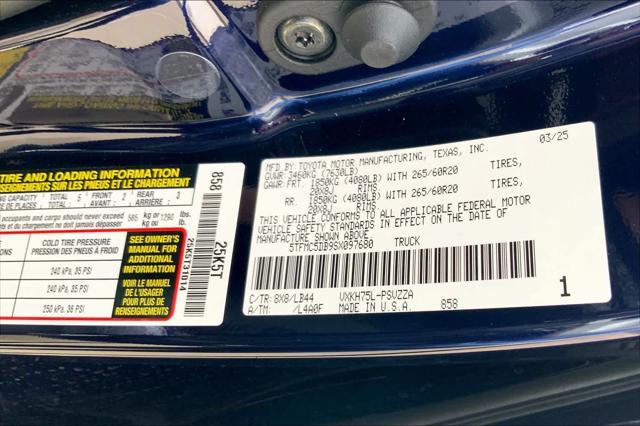 TIRE AND LOADING INFORMATION
RENSEIGNEMENTS SUR LES PNEUS ET LE CHARGEMENT
TOTAL 5 FRONT 2 REAR 3
TOTAL AVANT ARRIÈRE
occupants and cargo should never exceed 585 kg or 1290 lbs.
COLD TIRE PRESSURE
PRESSION DES PNEUS À FROID
240 kPa, 35 PSI
240 kPa, 35 PSI
250 kPa, 36 PSI
SEE OWNER'S
MANUAL FOR
ADDITIONAL
INFORMATION
VOIR LE MANUEL
DE L'USAGER
POUR PLUS DE
RENSEIGNEMENTS
858 25K5T
25K5T31014
MFD BY: TOYOTA MOTOR MANUFACTURING, TEXAS, INC. 03/25
GVWR 3460KG (7630LB)
GAWR: FRT. 1850KG (4080LB) WITH 265/60R20 TIRES,
20X8J RIMS
RR. 1850KG (4080LB) WITH 265/60R20 TIRES,
20X8J RIMS
THIS VEHICLE CONFORMS TO ALL APPLICABLE FEDERAL MOTOR
VEHICLE SAFETY STANDARDS IN EFFECT ON THE DATE OF
MANUFACTURE SHOWN ABOVE.
5TFMC5DB9SX097680 TRUCK
C/TR: 8X8/LB44 VXKH75L-PSVZZA
A/TM: /L4A0F MADE IN U.S.A. 858 1